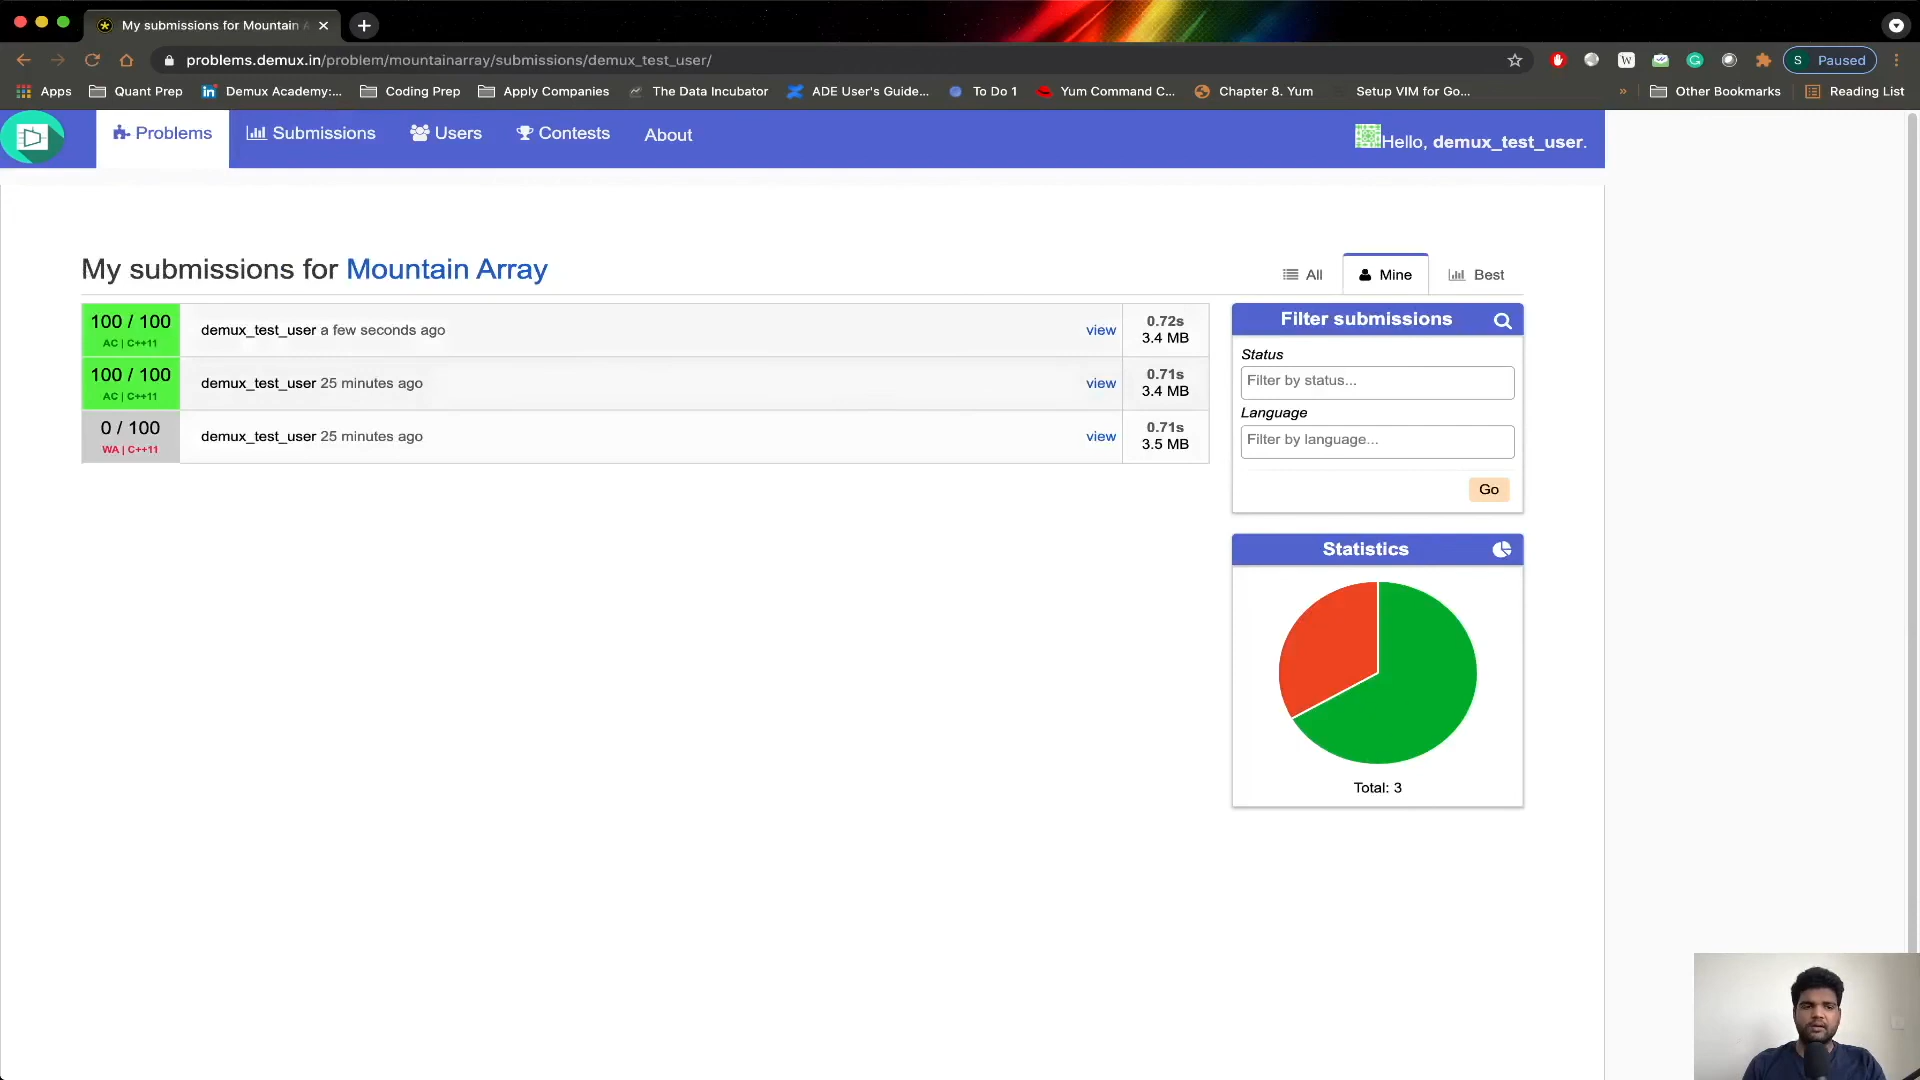 My submissions for Mountain A
problems.demux.in/problem/mountainarray/submissions/demux_test_user/
W
S Paused
Apps Quant Prep Demux Academy:... Coding Prep Apply Companies The Data Incubator ADE User's Guide... To Do 1 Yum Command C... Chapter 8. Yum Setup VIM for Go... » Other Bookmarks Reading List
Problems Submissions Users Contests About
Hello, demux_test_user.
My submissions for Mountain Array
All Mine Best
100 / 100
AC | C++11
demux_test_user a few seconds ago
view
0.72s
3.4 MB
100 / 100
AC | C++11
demux_test_user 25 minutes ago
view
0.71s
3.4 MB
0 / 100
WA | C++11
demux_test_user 25 minutes ago
view
0.71s
3.5 MB
Filter submissions
Status
Filter by status...
Language
Filter by language...
Go
Statistics
Total: 3